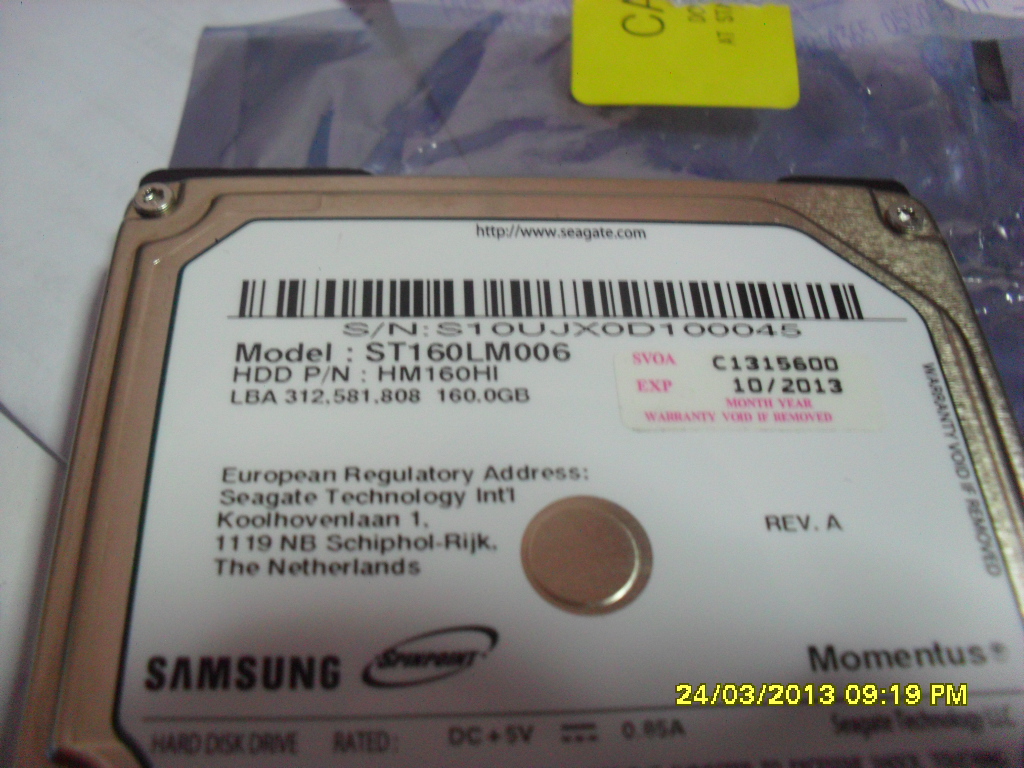 CA
DO
AT STA
http://www.seagate.com
S/N:S10UJX0D100045
Model : ST160LM006
HDD P/N : HM160HI
LBA 312,581,808 160.0GB
SVOA C1315600
EXP 10/2013
MONTH YEAR
WARRANTY VOID IF REMOVED
WARRANTY VOID IF REMOVED
European Regulatory Address:
Seagate Technology Int'l
Koolhovenlaan 1,
1119 NB Schiphol-Rijk,
The Netherlands
REV. A
SAMSUNG SPINPOINT
Momentus®
24/03/2013 09:19 PM
Seagate Technology LLC
HARD DISK DRIVE RATED : DC+5V 0.85A